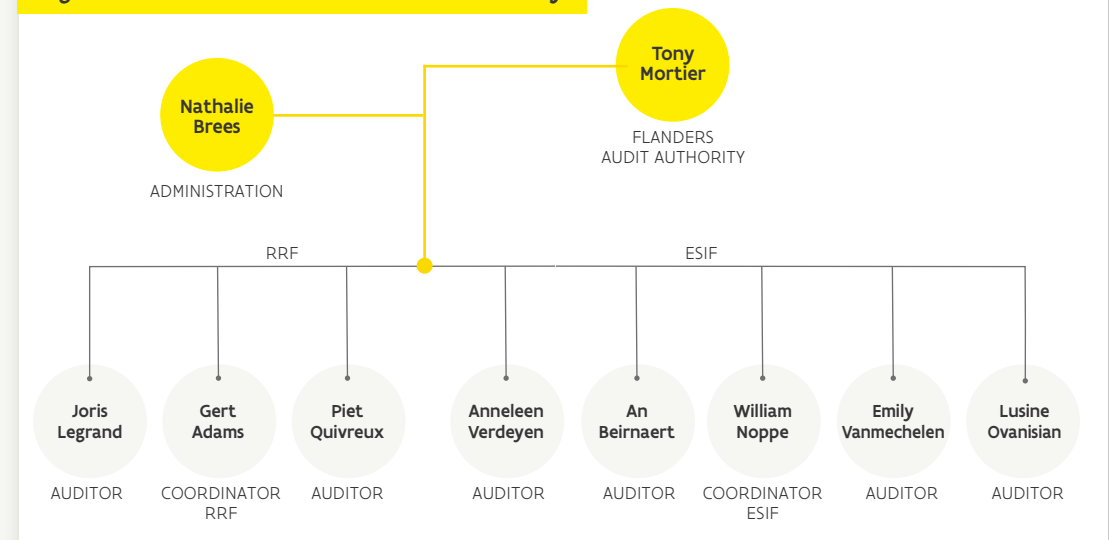 Tony
Mortier
FLANDERS
AUDIT AUTHORITY
Nathalie
Brees
ADMINISTRATION
RRF
ESIF
Joris
Legrand
AUDITOR
Gert
Adams
COORDINATOR
RRF
Piet
Quivreux
AUDITOR
Anneleen
Verdeyen
AUDITOR
An
Beirnaert
AUDITOR
William
Noppe
COORDINATOR
ESIF
Emily
Vanmechelen
AUDITOR
Lusine
Ovanisian
AUDITOR